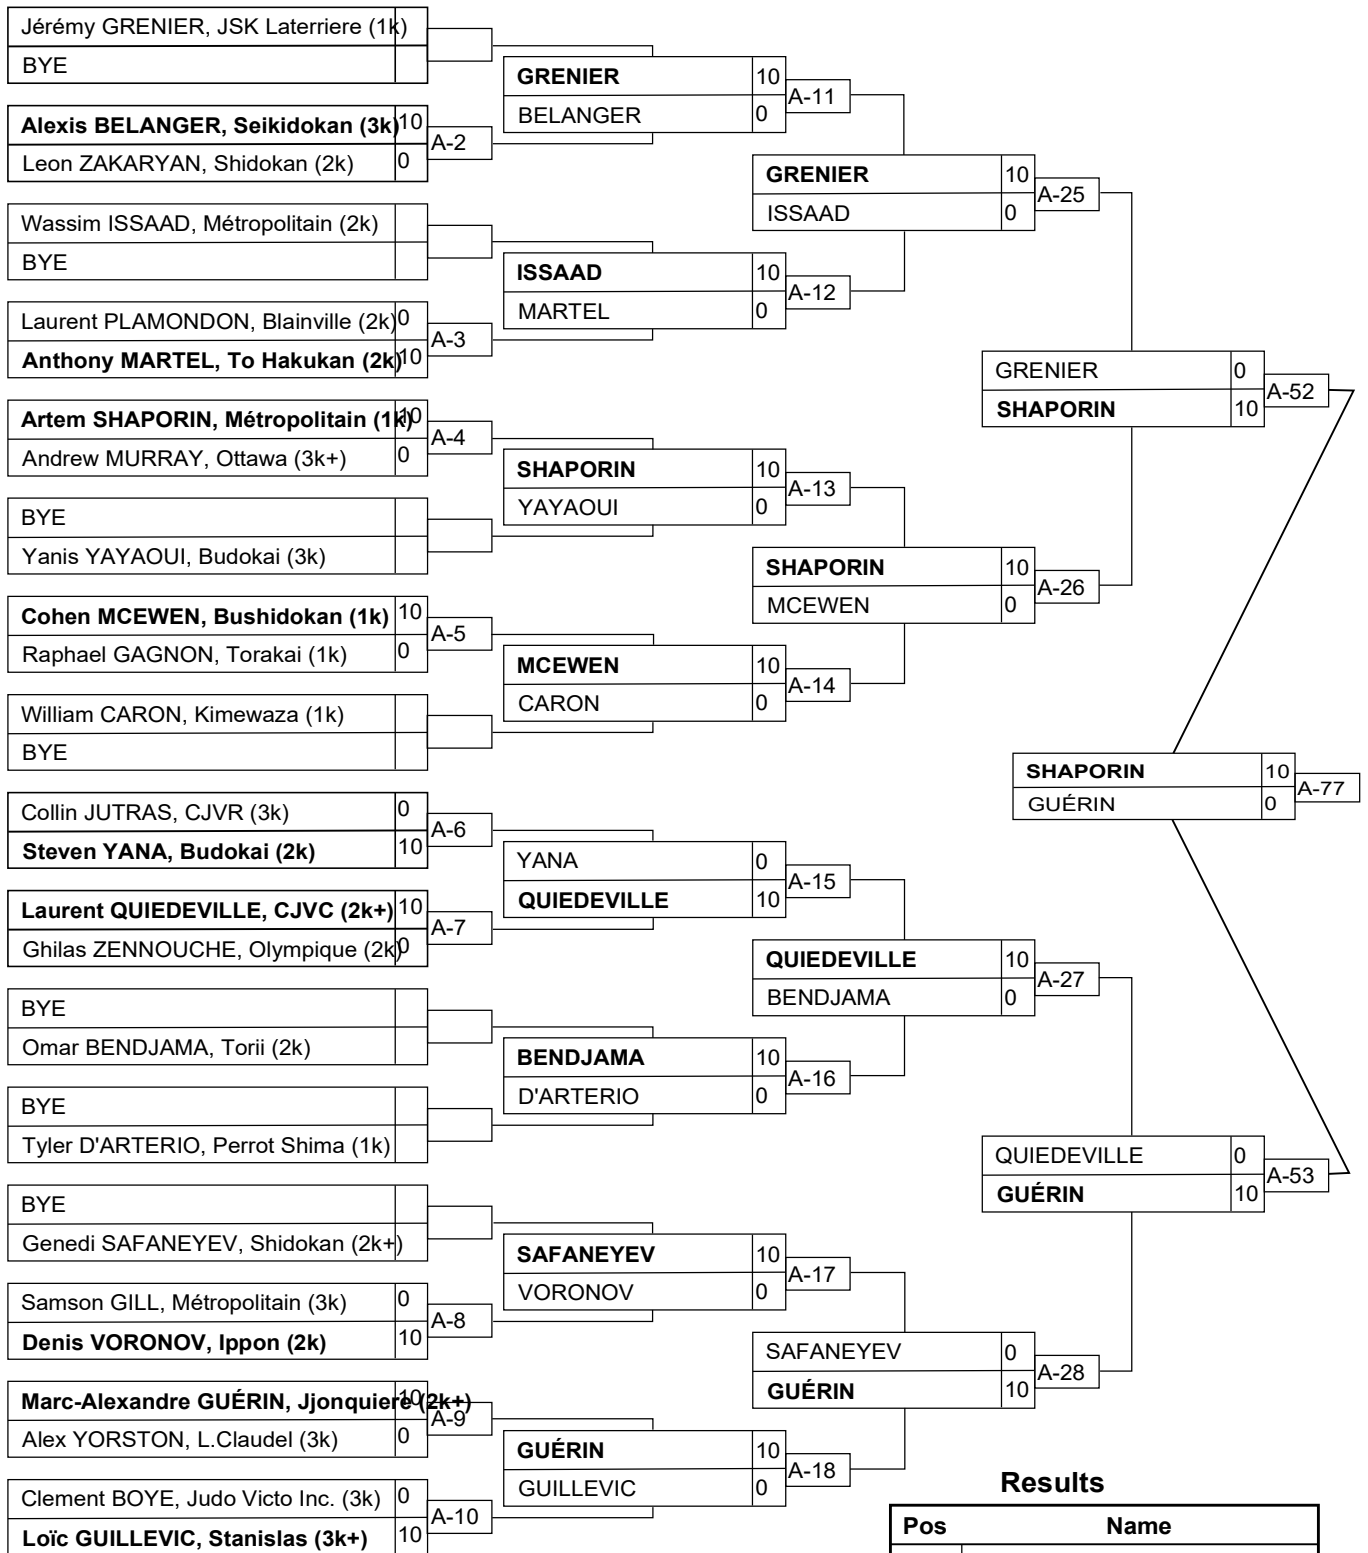 Jérémy GRENIER, JSK Laterriere (1k)
BYE
Alexis BELANGER, Seikidokan (3k) 10
Leon ZAKARYAN, Shidokan (2k) 0
A-2
Wassim ISSAAD, Métropolitain (2k)
BYE
Laurent PLAMONDON, Blainville (2k) 0
Anthony MARTEL, To Hakukan (2k) 10
A-3
Artem SHAPORIN, Métropolitain (1k) 10
Andrew MURRAY, Ottawa (3k+) 0
A-4
BYE
Yanis YAYAOUI, Budokai (3k)
Cohen MCEWEN, Bushidokan (1k) 10
Raphael GAGNON, Torakai (1k) 0
A-5
William CARON, Kimewaza (1k)
BYE
Collin JUTRAS, CJVR (3k) 0
Steven YANA, Budokai (2k) 10
A-6
Laurent QUIEDEVILLE, CJVC (2k+) 10
Ghilas ZENNOUCHE, Olympique (2k) 0
A-7
BYE
Omar BENDJAMA, Torii (2k)
BYE
Tyler D'ARTERIO, Perrot Shima (1k)
BYE
Genedi SAFANEYEV, Shidokan (2k+)
Samson GILL, Métropolitain (3k) 0
Denis VORONOV, Ippon (2k) 10
A-8
Marc-Alexandre GUÉRIN, Jjonquiere (2k+) 10
Alex YORSTON, L.Claudel (3k) 0
A-9
Clement BOYE, Judo Victo Inc. (3k) 0
Loïc GUILLEVIC, Stanislas (3k+) 10
A-10
GRENIER 10
BELANGER 0
A-11
ISSAAD 10
MARTEL 0
A-12
SHAPORIN 10
YAYAOUI 0
A-13
MCEWEN 10
CARON 0
A-14
YANA 0
QUIEDEVILLE 10
A-15
BENDJAMA 10
D'ARTERIO 0
A-16
SAFANEYEV 10
VORONOV 0
A-17
GUÉRIN 10
GUILLEVIC 0
A-18
GRENIER 10
ISSAAD 0
A-25
SHAPORIN 10
MCEWEN 0
A-26
QUIEDEVILLE 10
BENDJAMA 0
A-27
SAFANEYEV 0
GUÉRIN 10
A-28
GRENIER 0
SHAPORIN 10
A-52
QUIEDEVILLE 0
GUÉRIN 10
A-53
SHAPORIN 10
GUÉRIN 0
A-77
Results
Pos Name